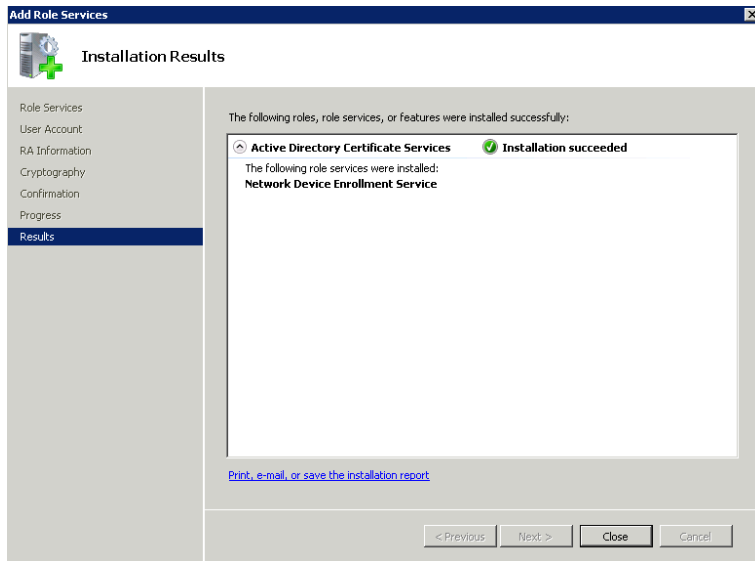 Add Role Services
Installation Results
Role Services
User Account
RA Information
Cryptography
Confirmation
Progress
Results
The following roles, role services, or features were installed successfully:
Active Directory Certificate Services
Installation succeeded
The following role services were installed:
Network Device Enrollment Service
Print, e-mail, or save the installation report
< Previous
Next >
Close
Cancel